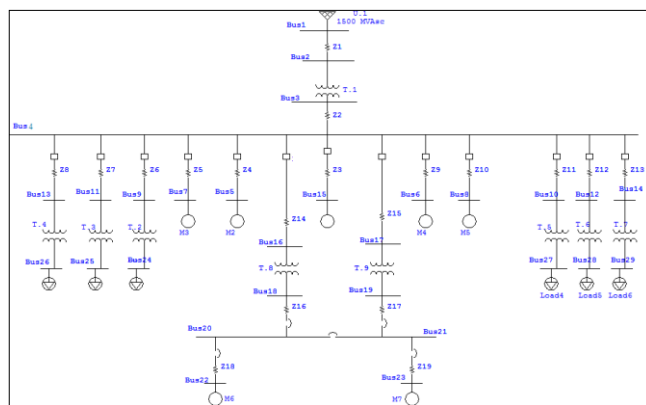 U.1
1500 MVAsc
Bus1
Z1
Bus2
T.1
Bus3
Z2
Bus4
Z8 Z7 Z6 Z5 Z4 Z3 Z9 Z10 Z11 Z12 Z13
Bus13 Bus11 Bus9 Bus7 Bus5 Bus15 Bus6 Bus8 Bus10 Bus12 Bus14
M3 M2 M4 M5
Z14 Z15
T.4 T.3 T.2 T.5 T.6 T.7
Bus16 Bus17
Bus26 Bus25 Bus24 T.8 T.9 Bus27 Bus28 Bus29
Load4 Load5 Load6
Bus18 Bus19
Z16 Z17
Bus20 Bus21
Z18 Z19
Bus22 Bus23
M6 M7